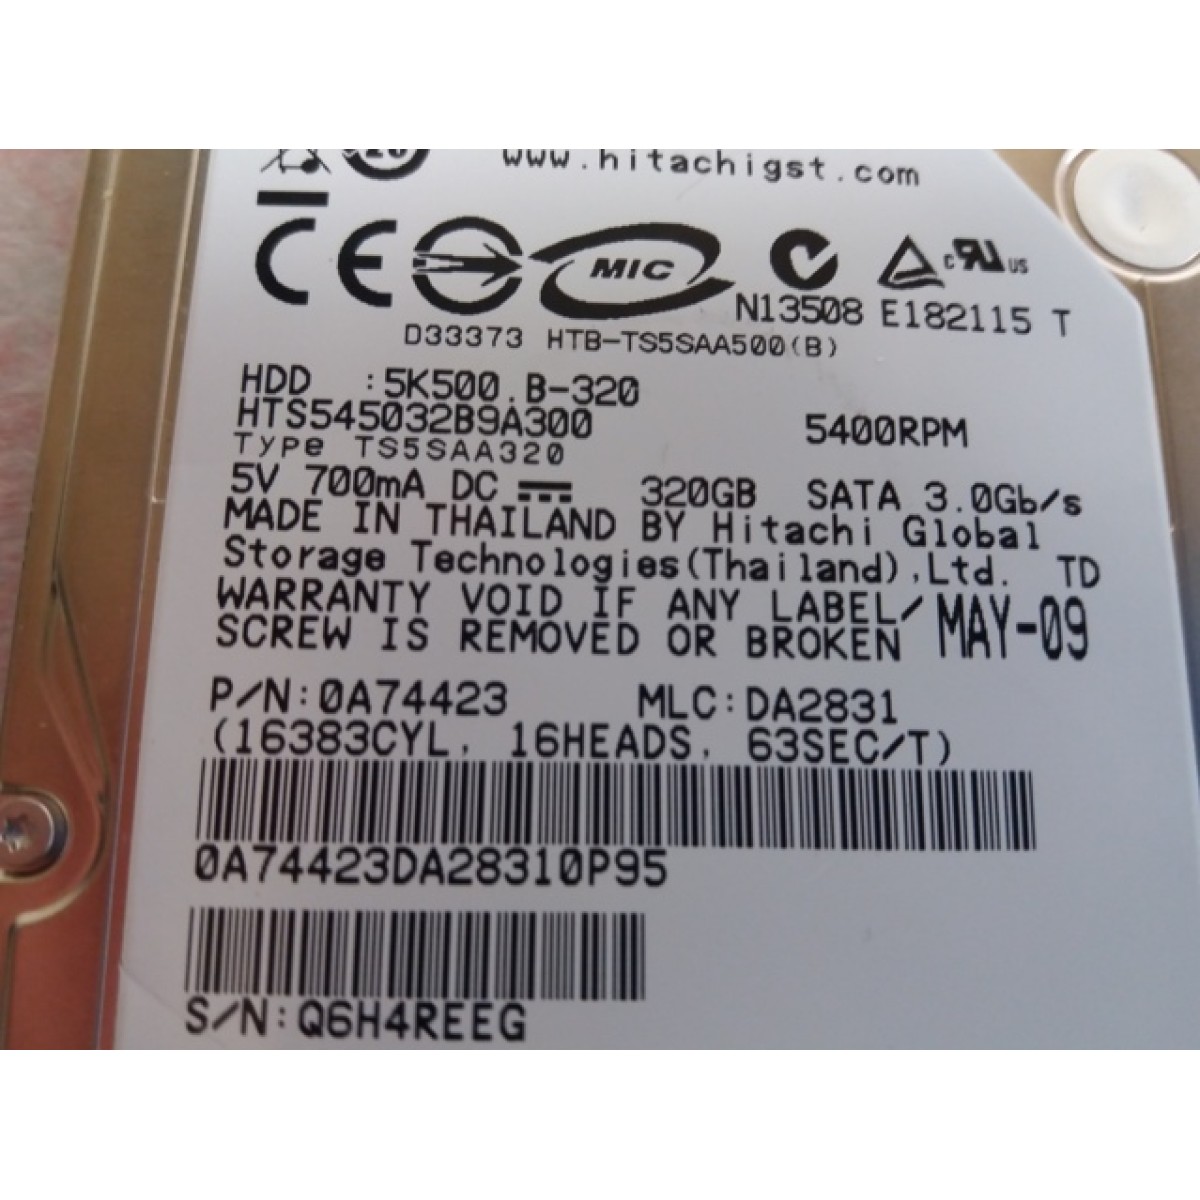 www.hitachigst.com
CE MIC c RU US
N13508 E182115 T
D33373 HTB-TS5SAA500(B)
HDD :5K500.B-320
HTS545032B9A300 5400RPM
Type TS5SAA320
5V 700mA DC 320GB SATA 3.0Gb/s
MADE IN THAILAND BY Hitachi Global
Storage Technologies(Thailand),Ltd. TD
WARRANTY VOID IF ANY LABEL/ MAY-09
SCREW IS REMOVED OR BROKEN
P/N:0A74423 MLC:DA2831
(16383CYL, 16HEADS, 63SEC/T)
0A74423DA28310P95
S/N:Q6H4REEG